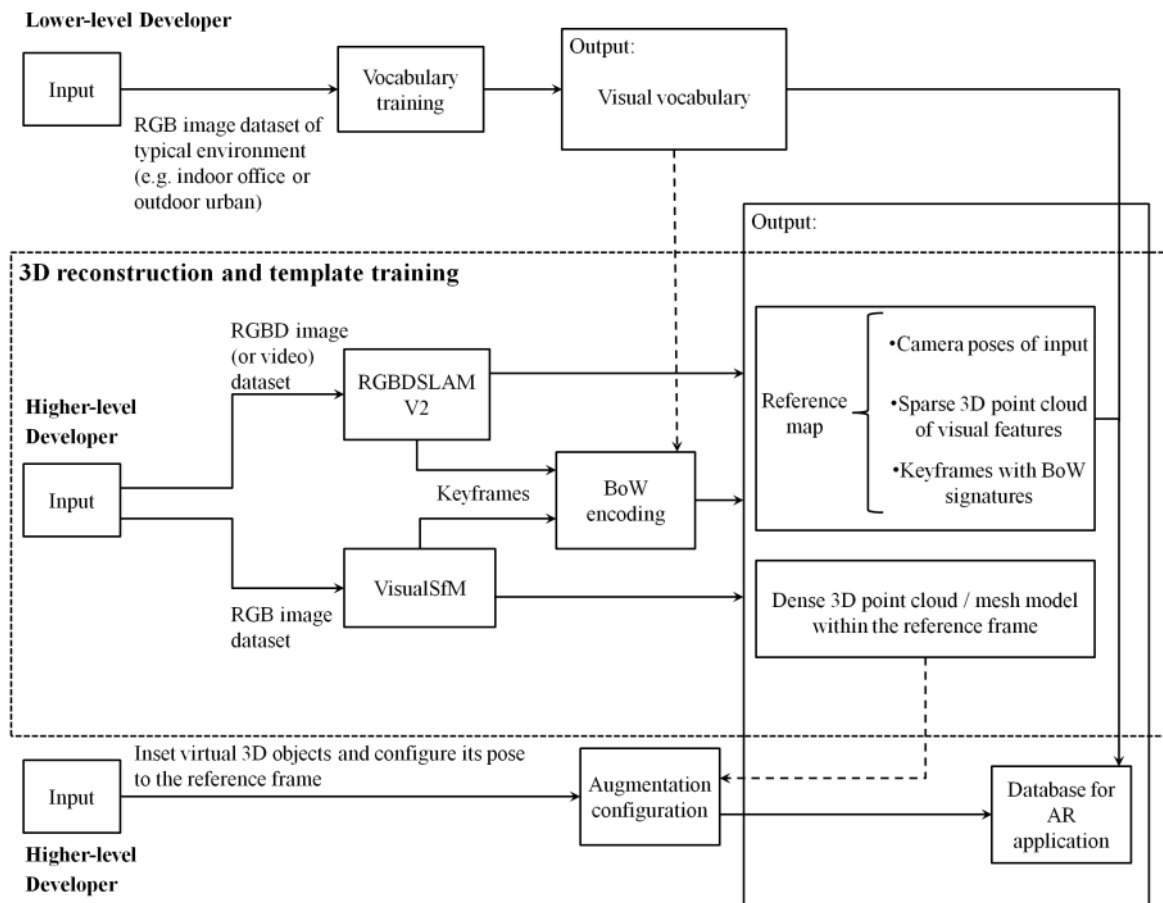 Lower-level Developer
Input
RGB image dataset of
typical environment
(e.g. indoor office or
outdoor urban)
Vocabulary
training
Output:
Visual vocabulary
Output:
3D reconstruction and template training
Higher-level
Developer
Input
RGBD image
(or video)
dataset
RGBDSLAM
V2
Keyframes
BoW
encoding
VisualSfM
RGB image
dataset
Reference
map
•Camera poses of input
•Sparse 3D point cloud
of visual features
•Keyframes with BoW
signatures
Dense 3D point cloud / mesh model
within the reference frame
Inset virtual 3D objects and configure its pose
to the reference frame
Input
Higher-level
Developer
Augmentation
configuration
Database for
AR
application